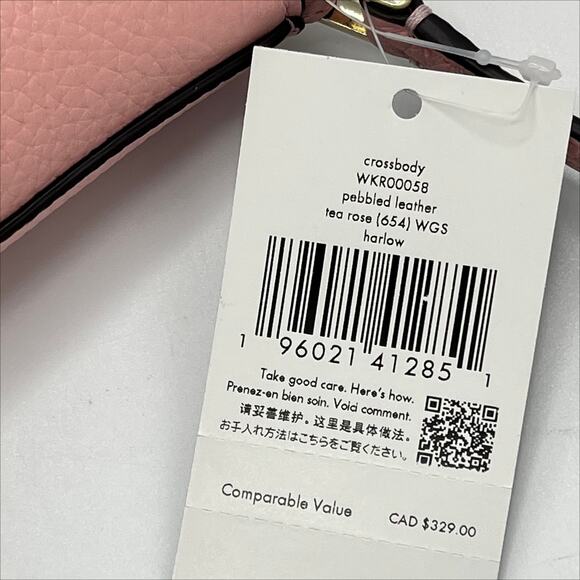 crossbody
WKR00058
pebbled leather
tea rose (654) WGS
harlow
1 96021 41285 1
Take good care. Here's how.
Prenez-en bien soin. Voici comment.
请妥善维护。这里是具体做法。
お手入れ方法はこちらをご覧ください。
Comparable Value CAD $329.00